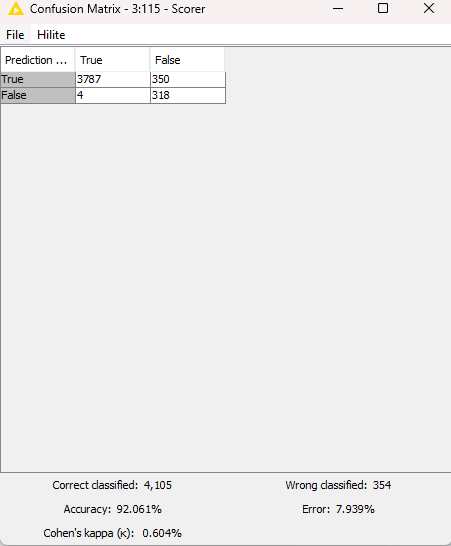 Confusion Matrix - 3:115 - Scorer
File Hilite
Prediction ... True False
True 3787 350
False 4 318
Correct classified: 4,105 Wrong classified: 354
Accuracy: 92.061% Error: 7.939%
Cohen's kappa (κ): 0.604%